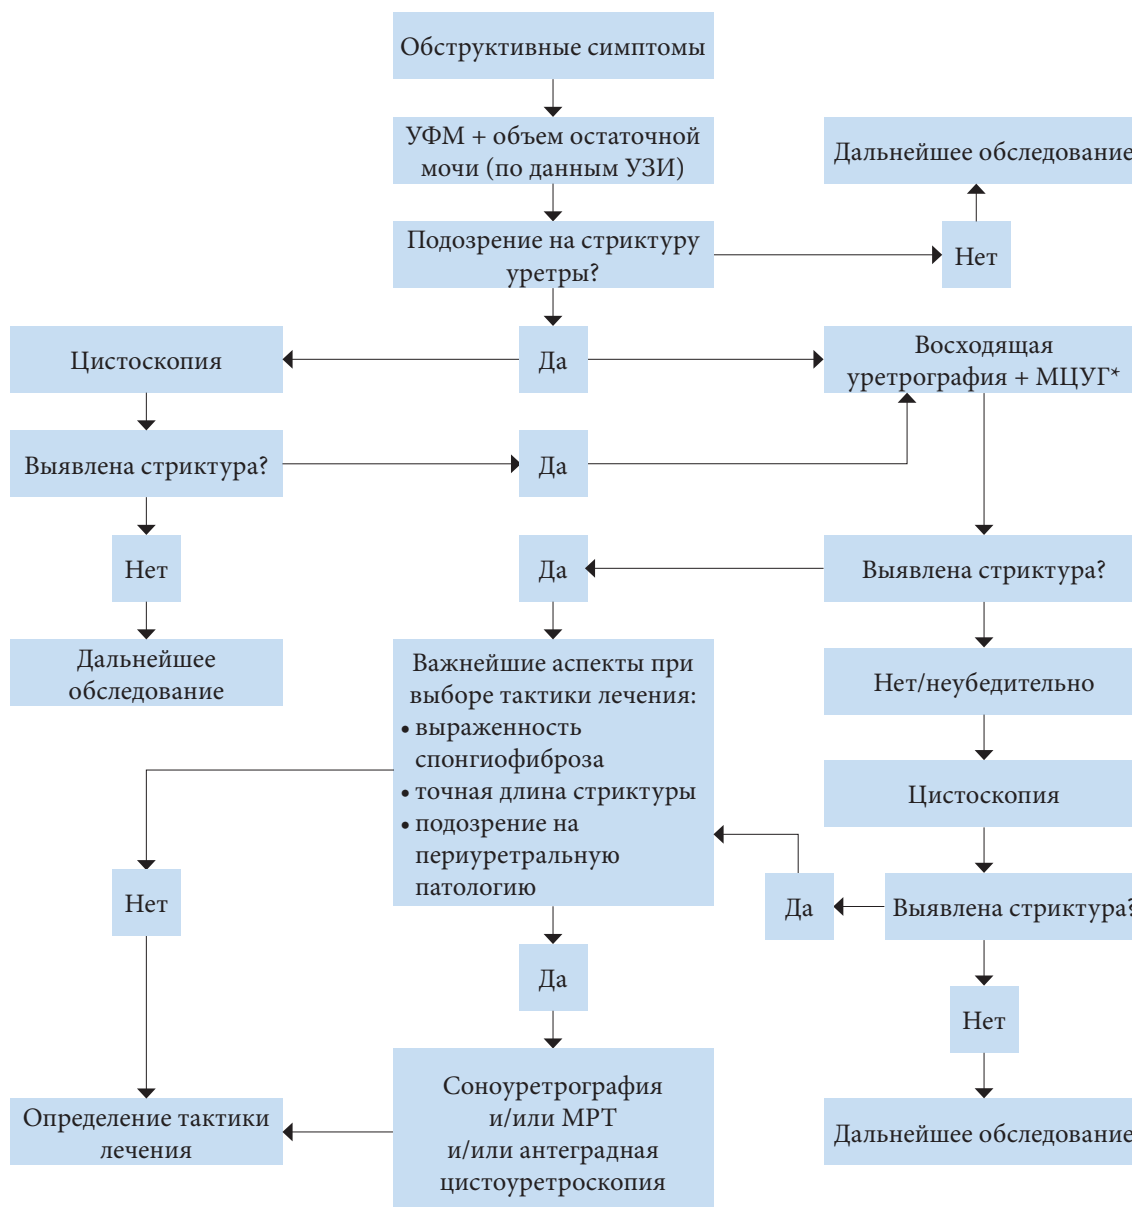 Обструктивные симптомы
УФМ + объем остаточной
мочи (по данным УЗИ)
Дальнейшее обследование
Подозрение на стриктуру
уретры?
Нет
Цистоскопия
Да
Восходящая
уретрография + МЦУГ*
Выявлена стриктура?
Да
Нет
Да
Выявлена стриктура?
Дальнейшее
обследование
Важнейшие аспекты при
выборе тактики лечения:
• выраженность
спонгиофиброза
• точная длина стриктуры
• подозрение на
периуретральную
патологию
Нет/неубедительно
Цистоскопия
Нет
Да
Выявлена стриктура?
Да
Нет
Определение тактики
лечения
Соноуретрография
и/или МРТ
и/или антеградная
цистоуретроскопия
Дальнейшее обследование